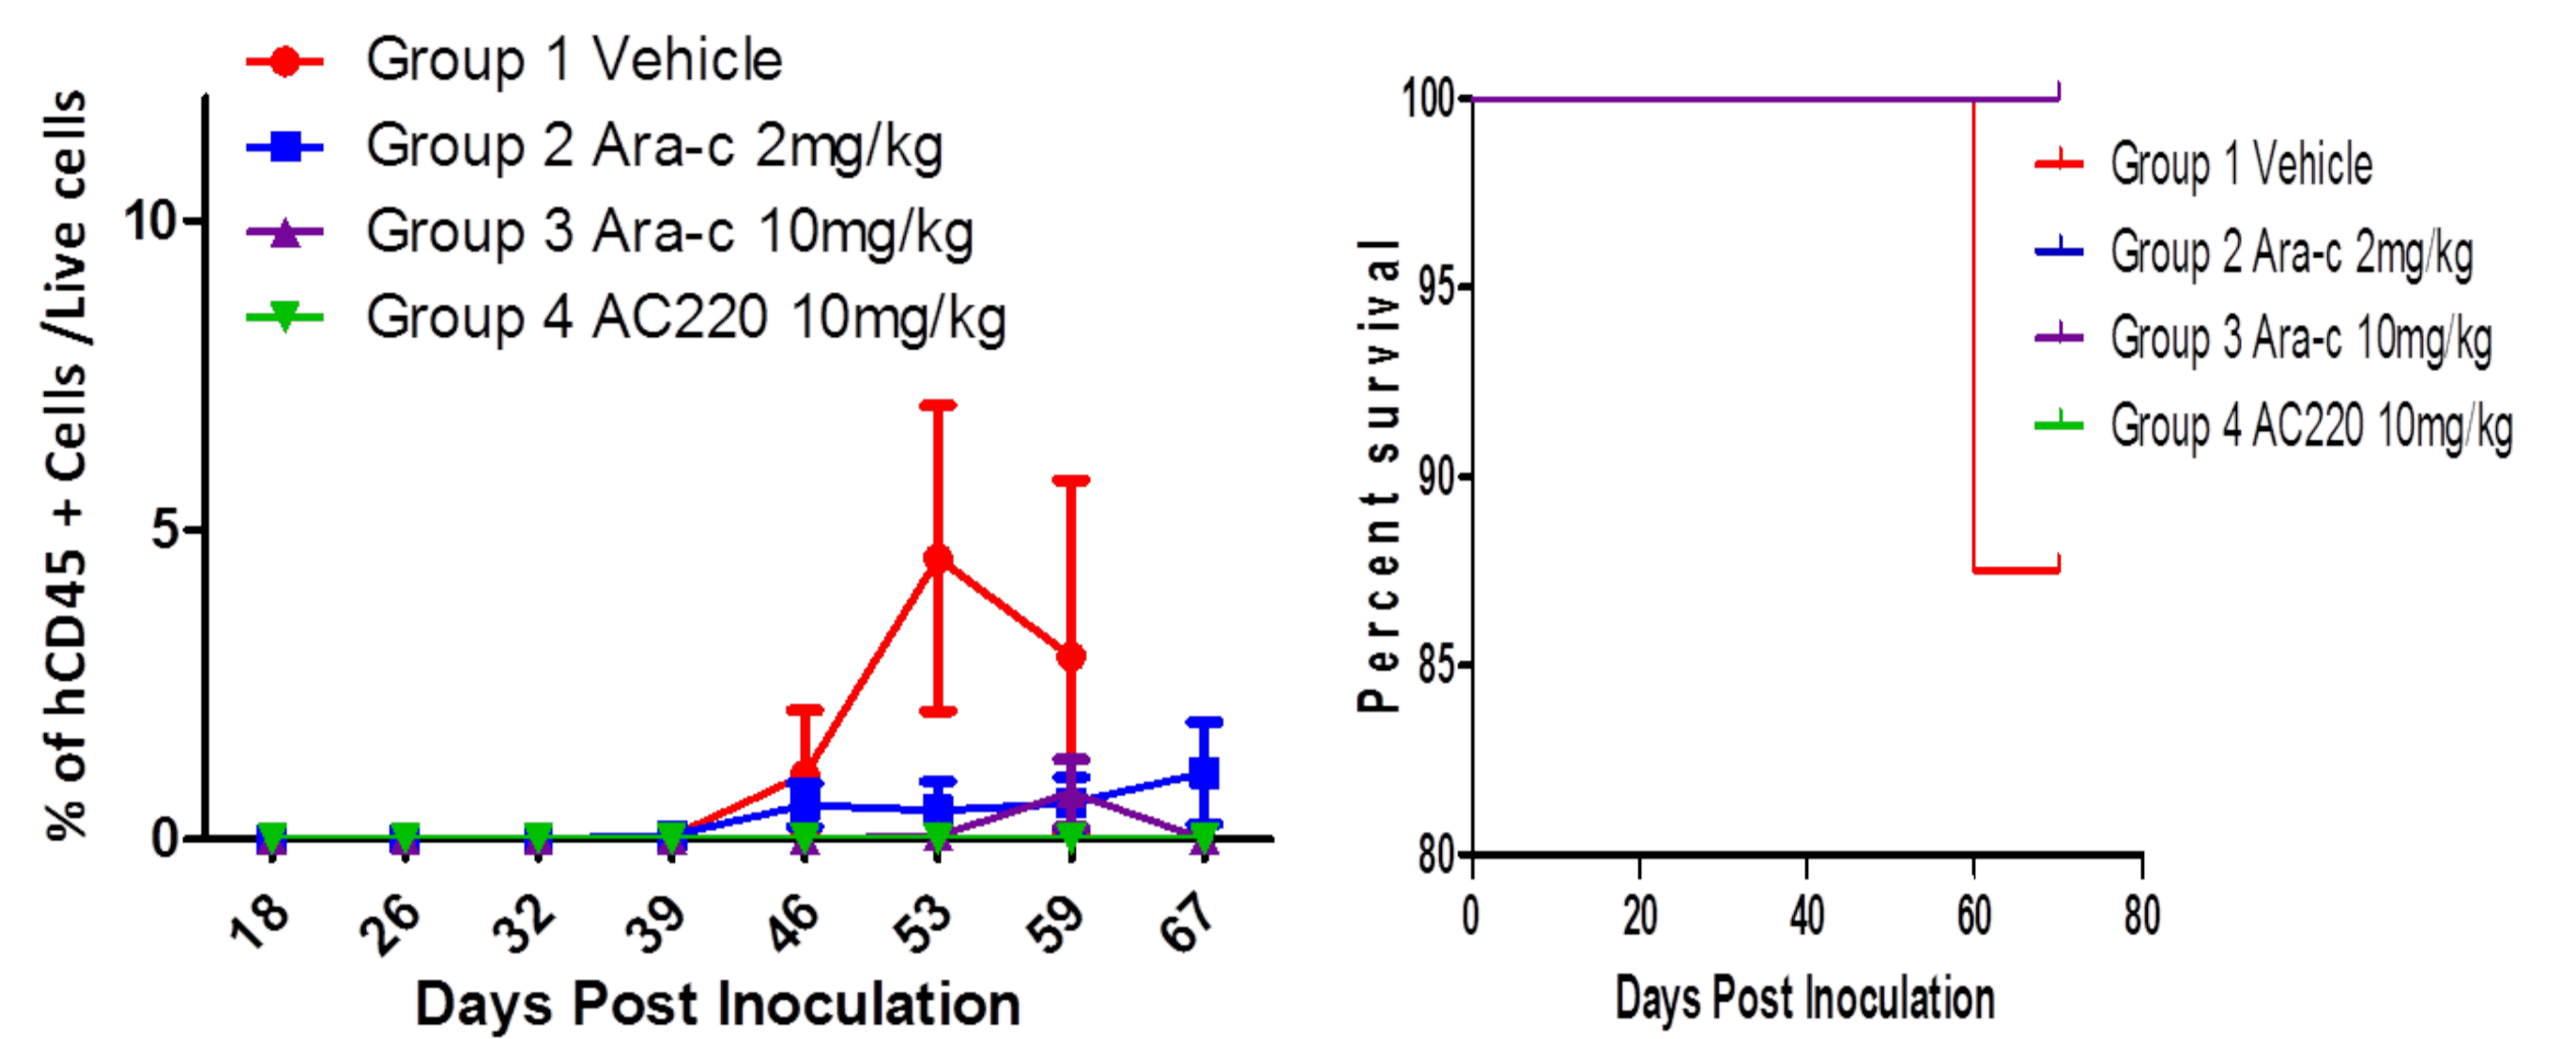 Group 1 Vehicle
Group 2 Ara-c 2mg/kg
Group 3 Ara-c 10mg/kg
Group 4 AC220 10mg/kg
% of hCD45 + Cells /Live cells
10
5
0
18 26 32 39 46 53 59 67
Days Post Inoculation
Percent survival
100
95
90
85
80
0 20 40 60 80
Days Post Inoculation
Group 1 Vehicle
Group 2 Ara-c 2mg/kg
Group 3 Ara-c 10mg/kg
Group 4 AC220 10mg/kg